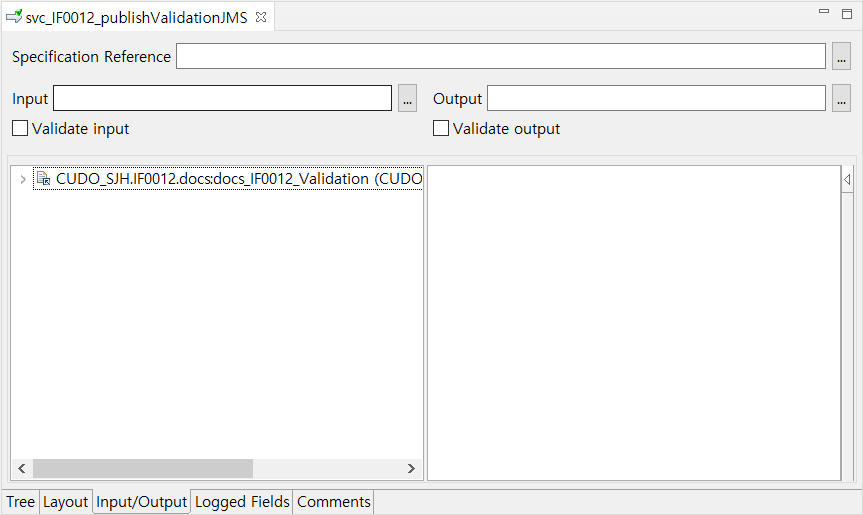 svc_IF0012_publishValidationJMS
Specification Reference ...
Input ... Output ...
Validate input Validate output
CUDO_SJH.IF0012.docs:docs_IF0012_Validation (CUDO
Tree Layout Input/Output Logged Fields Comments